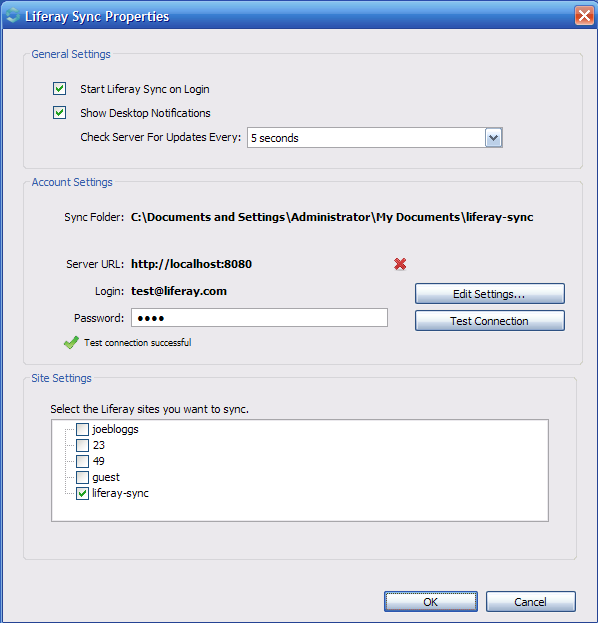 Liferay Sync Properties
General Settings
Start Liferay Sync on Login
Show Desktop Notifications
Check Server For Updates Every: 5 seconds
Account Settings
Sync Folder: C:\Documents and Settings\Administrator\My Documents\liferay-sync
Server URL: http://localhost:8080
Login: test@liferay.com
Edit Settings...
Password: ●●●●
Test Connection
Test connection successful
Site Settings
Select the Liferay sites you want to sync.
joebloggs
23
49
guest
liferay-sync
OK Cancel